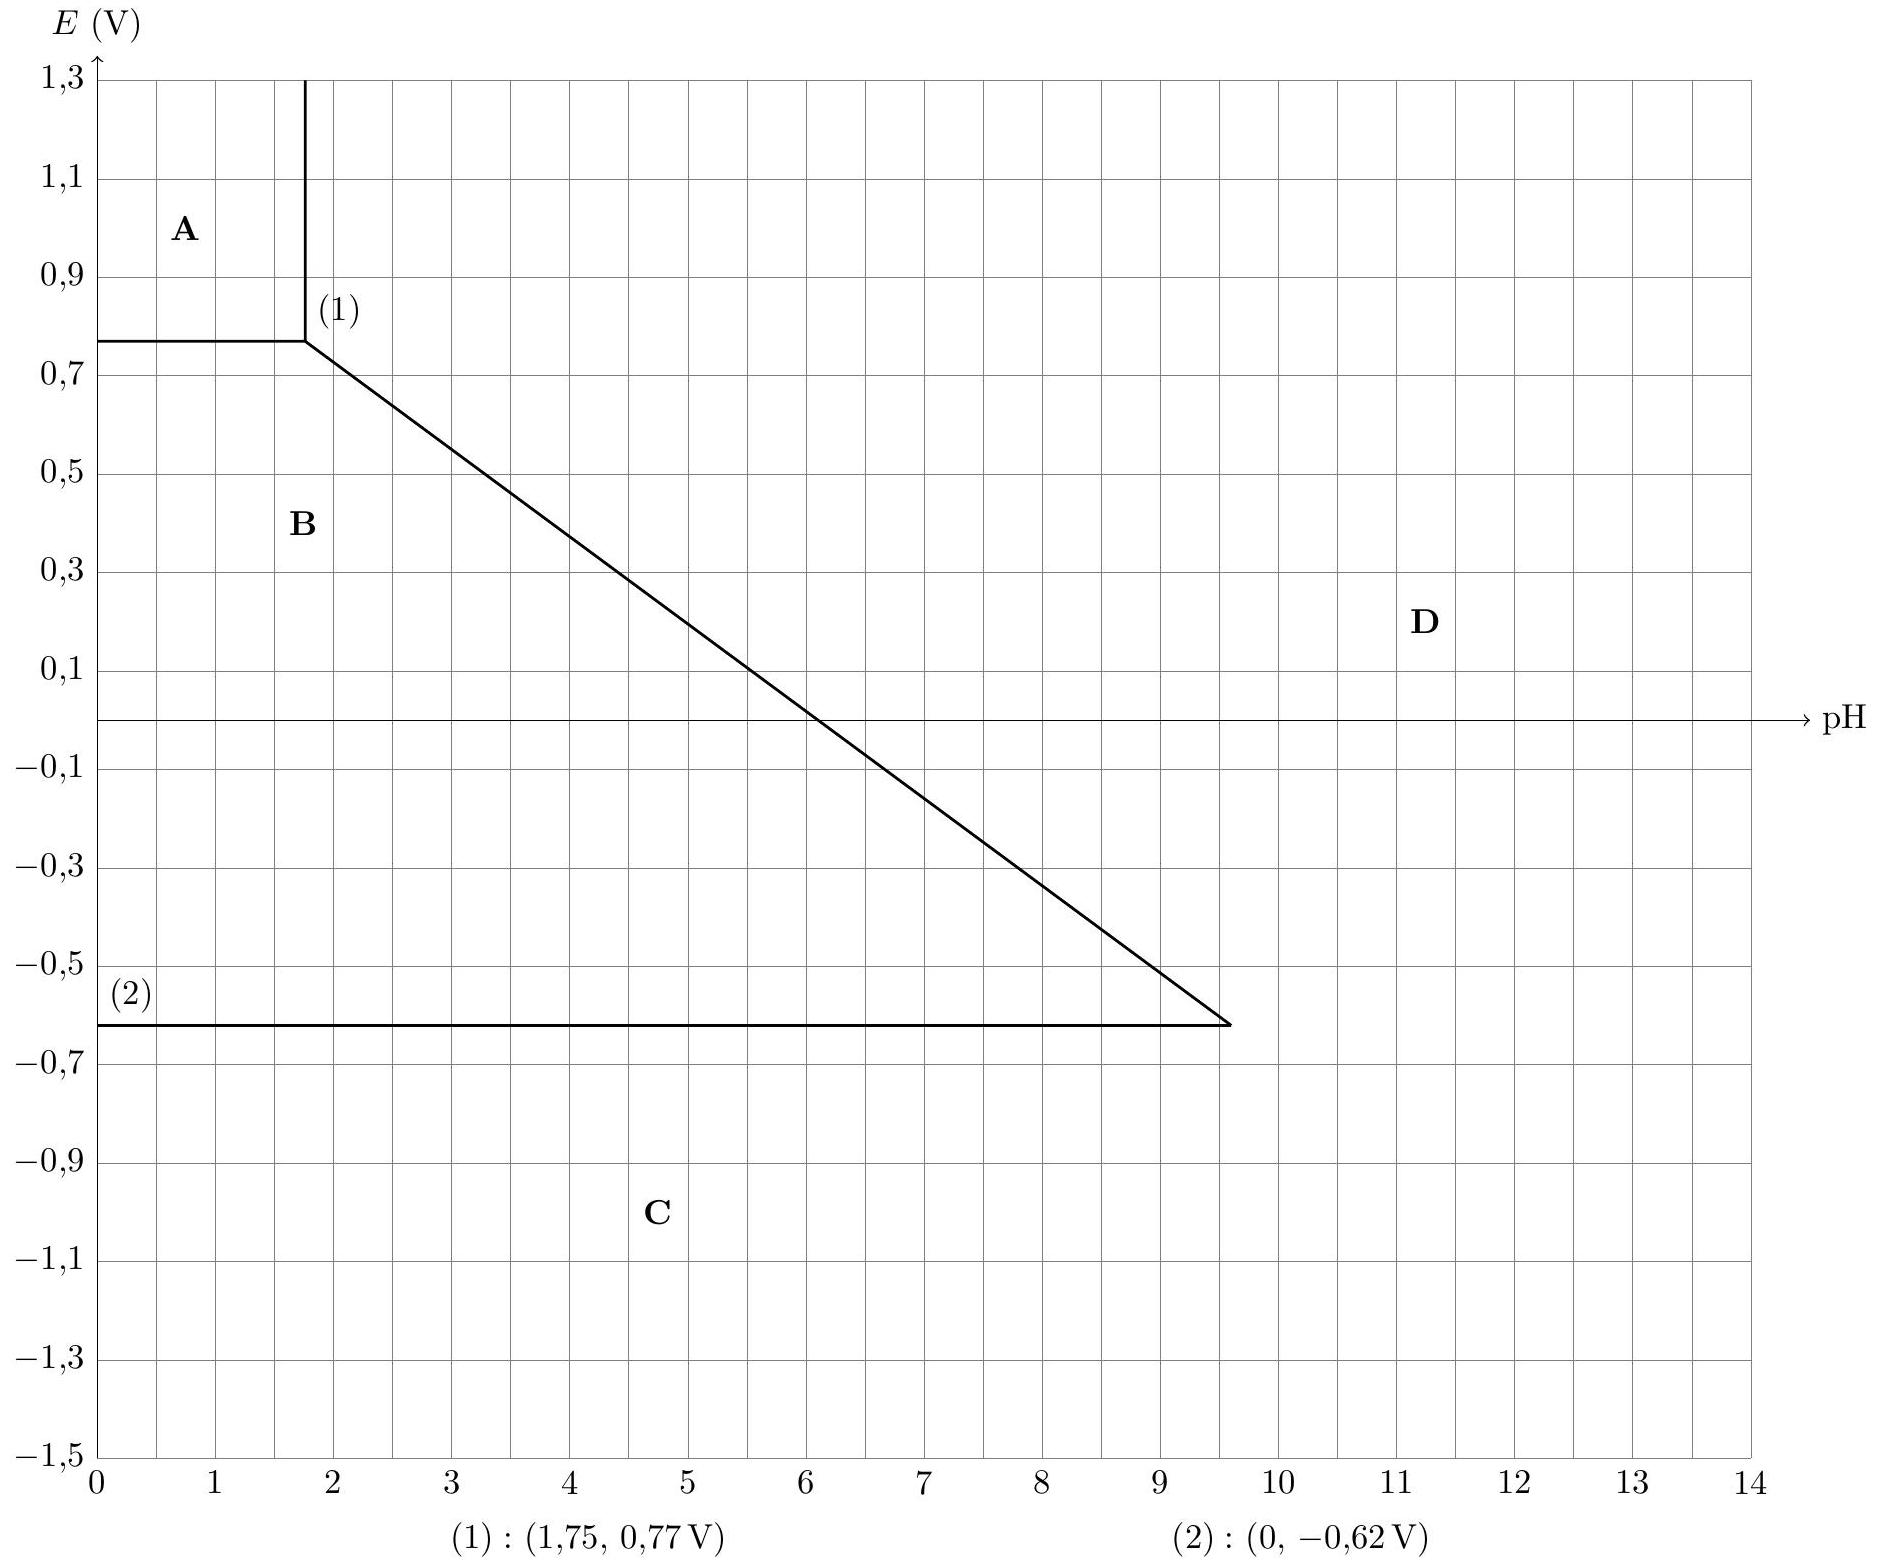 E (V)
1,3
1,1
A
0,9
(1)
0,7
0,5
B
0,3
D
0,1
pH
−0,1
−0,3
−0,5
(2)
−0,7
−0,9
C
−1,1
−1,3
−1,5
0 1 2 3 4 5 6 7 8 9 10 11 12 13 14
(1) : (1,75, 0,77 V) (2) : (0, −0,62 V)